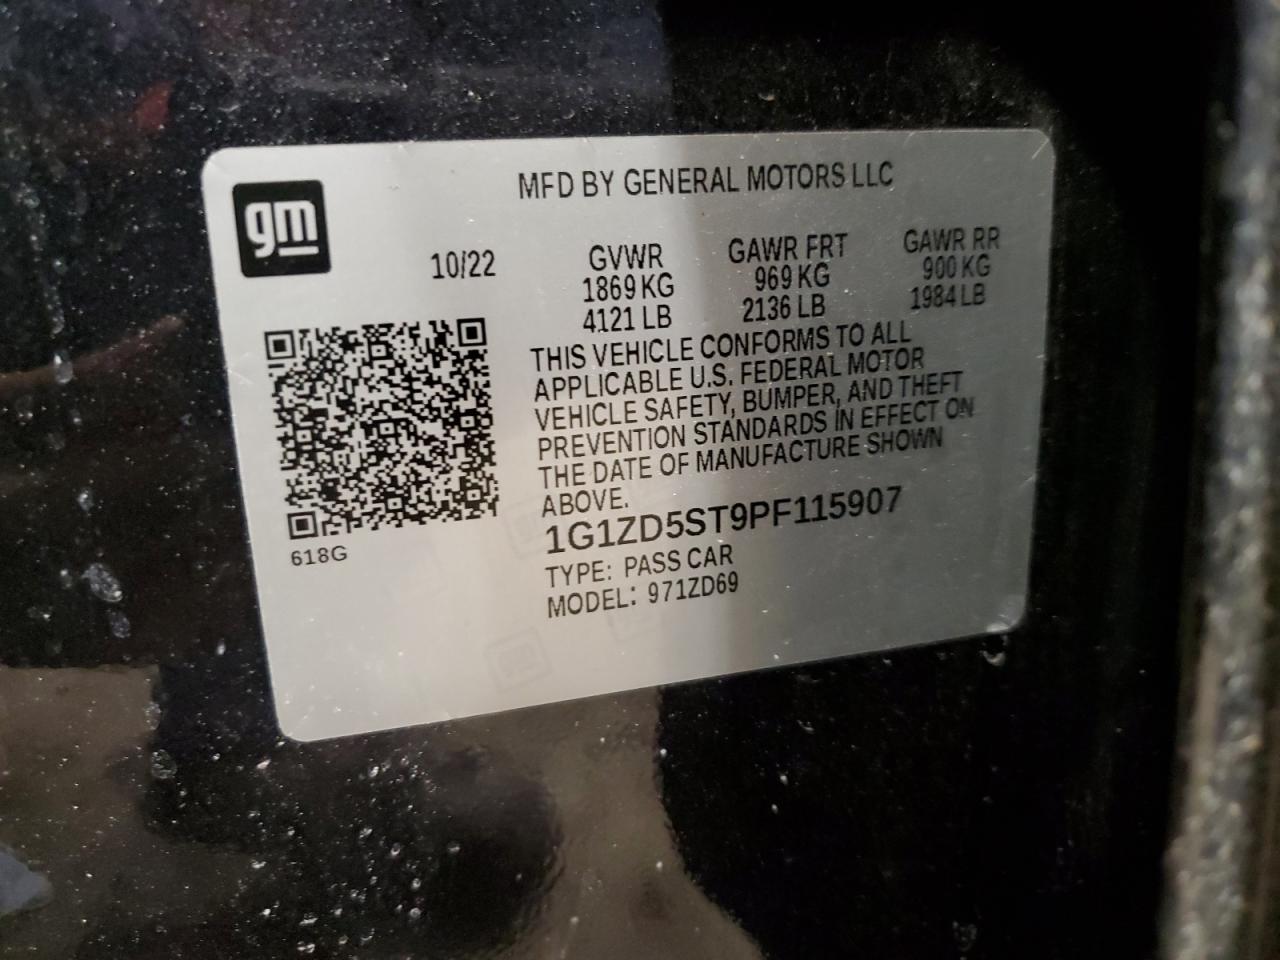 MFD BY GENERAL MOTORS LLC
gm
10/22
GVWR GAWR FRT GAWR RR
1869 KG 969 KG 900 KG
4121 LB 2136 LB 1984 LB
THIS VEHICLE CONFORMS TO ALL
APPLICABLE U.S. FEDERAL MOTOR
VEHICLE SAFETY, BUMPER, AND THEFT
PREVENTION STANDARDS IN EFFECT ON
THE DATE OF MANUFACTURE SHOWN
ABOVE.
1G1ZD5ST9PF115907
TYPE: PASS CAR
MODEL: 971ZD69
618G